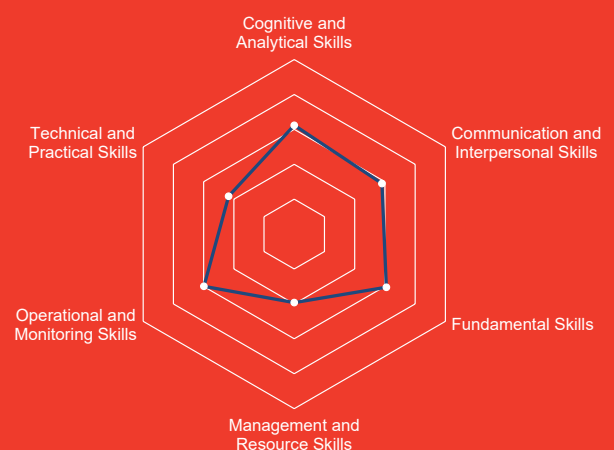 Cognitive and
Analytical Skills
Communication and
Interpersonal Skills
Fundamental Skills
Management and
Resource Skills
Operational and
Monitoring Skills
Technical and
Practical Skills